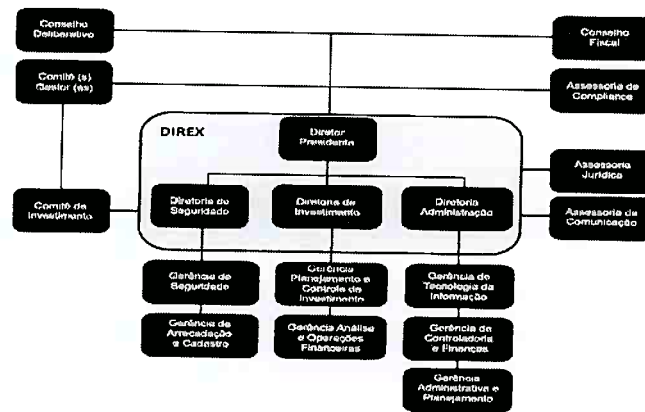 Conselho
Deliberativo
Conselho
Fiscal
Comitê (s)
Gestor (es)
Assessoria de
Compliance
DIREX
Diretor
Presidente
Assessoria
Jurídica
Comitê de
Investimento
Diretoria de
Seguridade
Diretoria de
Investimento
Diretoria
Administração
Assessoria de
Comunicação
Gerência de
Seguridade
Gerência
Planejamento e
Controle de
Investimento
Gerência de
Tecnologia da
Informação
Gerência de
Arrecadação
e Cadastro
Gerência Análise
e Operações
Financeiras
Gerência de
Controladoria
e Finanças
Gerência
Administrativa e
Planejamento